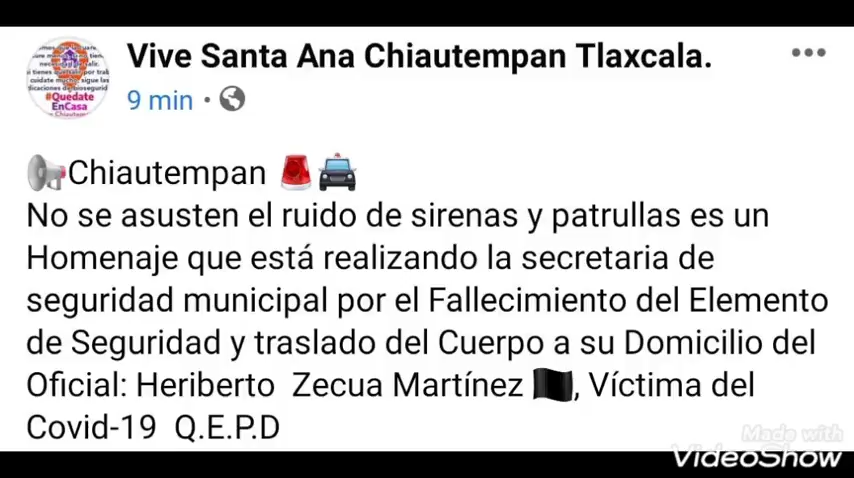 Vive Santa Ana Chiautempan Tlaxcala.
9 min
#Quedate
EnCasa
Chiautempan
No se asusten el ruido de sirenas y patrullas es un
Homenaje que está realizando la secretaria de
seguridad municipal por el Fallecimiento del Elemento
de Seguridad y traslado del Cuerpo a su Domicilio del
Oficial: Heriberto Zecua Martínez 🏴, Víctima del
Covid-19 Q.E.P.D
Made with
VideoShow